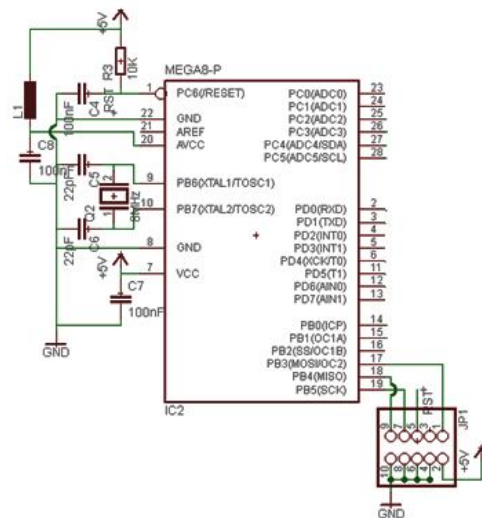 +5V
R3
10K
MEGA8-P
L1
100nF
C4
RST
1
PC6(/RESET)
PC0(ADC0)
23
PC1(ADC1)
24
22
GND
PC2(ADC2)
25
21
AREF
PC3(ADC3)
26
20
AVCC
PC4(ADC4/SDA)
27
PC5(ADC5/SCL)
28
C8
100nF
22pF
C5
2
9
PB6(XTAL1/TOSC1)
Q2
1
8MHz
10
PB7(XTAL2/TOSC2)
PD0(RXD)
2
PD1(TXD)
3
22pF
C6
PD2(INT0)
4
8
GND
PD3(INT1)
5
+5V
PD4(XCK/T0)
6
7
VCC
PD5(T1)
11
PD6(AIN0)
12
C7
PD7(AIN1)
13
100nF
PB0(ICP)
14
PB1(OC1A)
15
GND
PB2(SS/OC1B)
16
PB3(MOSI/OC2)
17
PB4(MISO)
18
PB5(SCK)
19
IC2
RST
JP1
9
7
5
3
1
10
8
6
4
2
+5V
GND